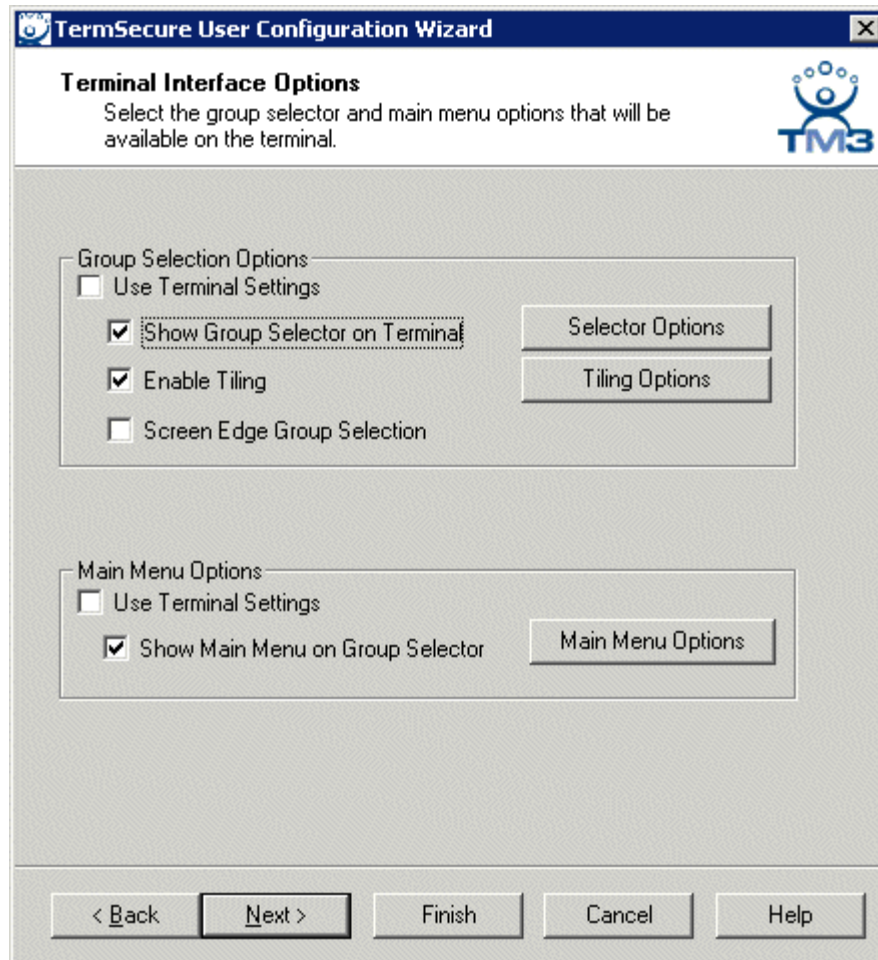 TermSecure User Configuration Wizard
Terminal Interface Options
Select the group selector and main menu options that will be
available on the terminal.
TM3
Group Selection Options
Use Terminal Settings
Show Group Selector on Terminal
Selector Options
Enable Tiling
Tiling Options
Screen Edge Group Selection
Main Menu Options
Use Terminal Settings
Show Main Menu on Group Selector
Main Menu Options
< Back
Next >
Finish
Cancel
Help